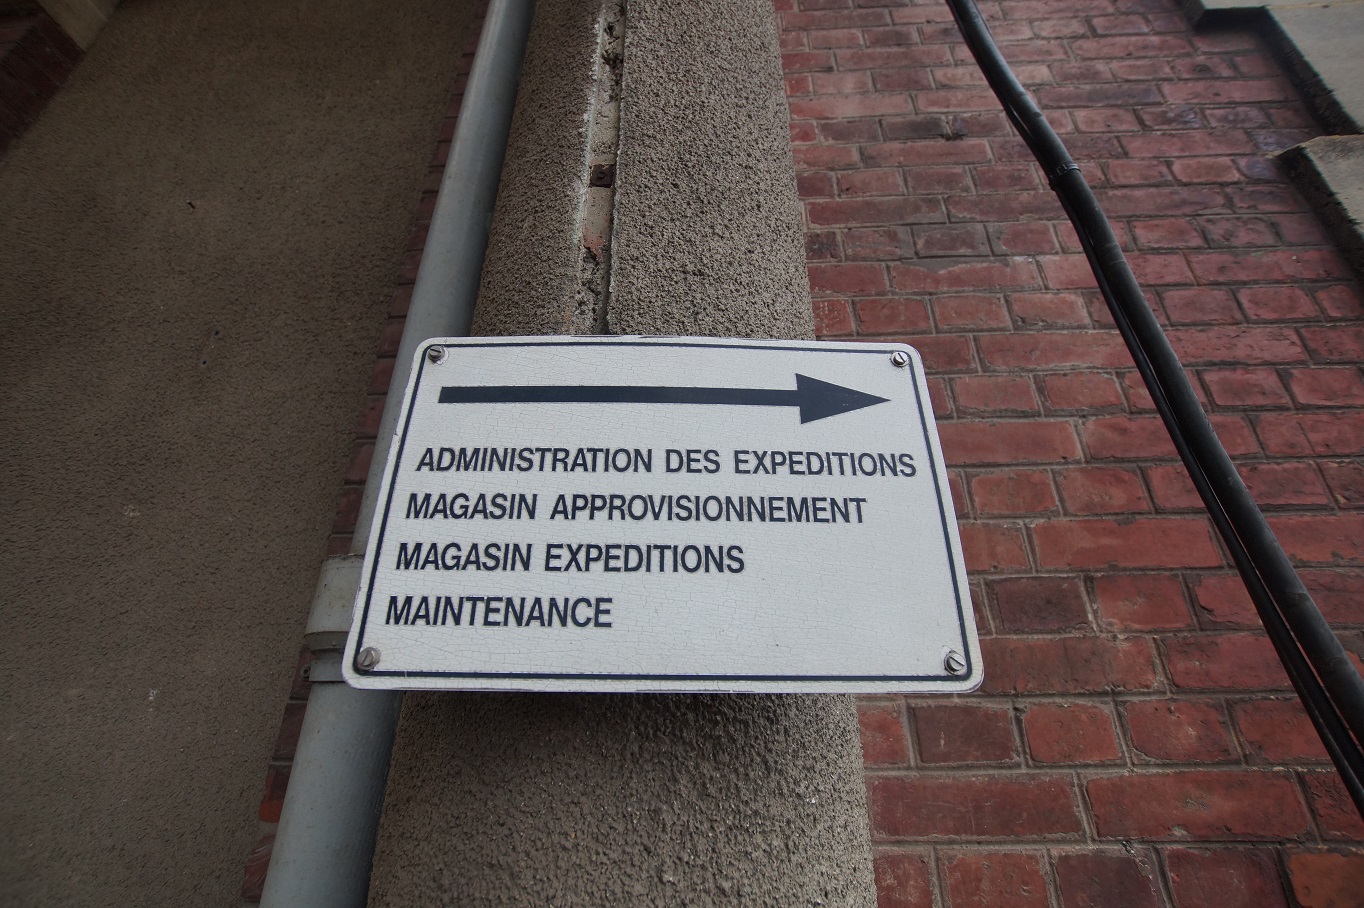 ADMINISTRATION DES EXPEDITIONS
MAGASIN APPROVISIONNEMENT
MAGASIN EXPEDITIONS
MAINTENANCE